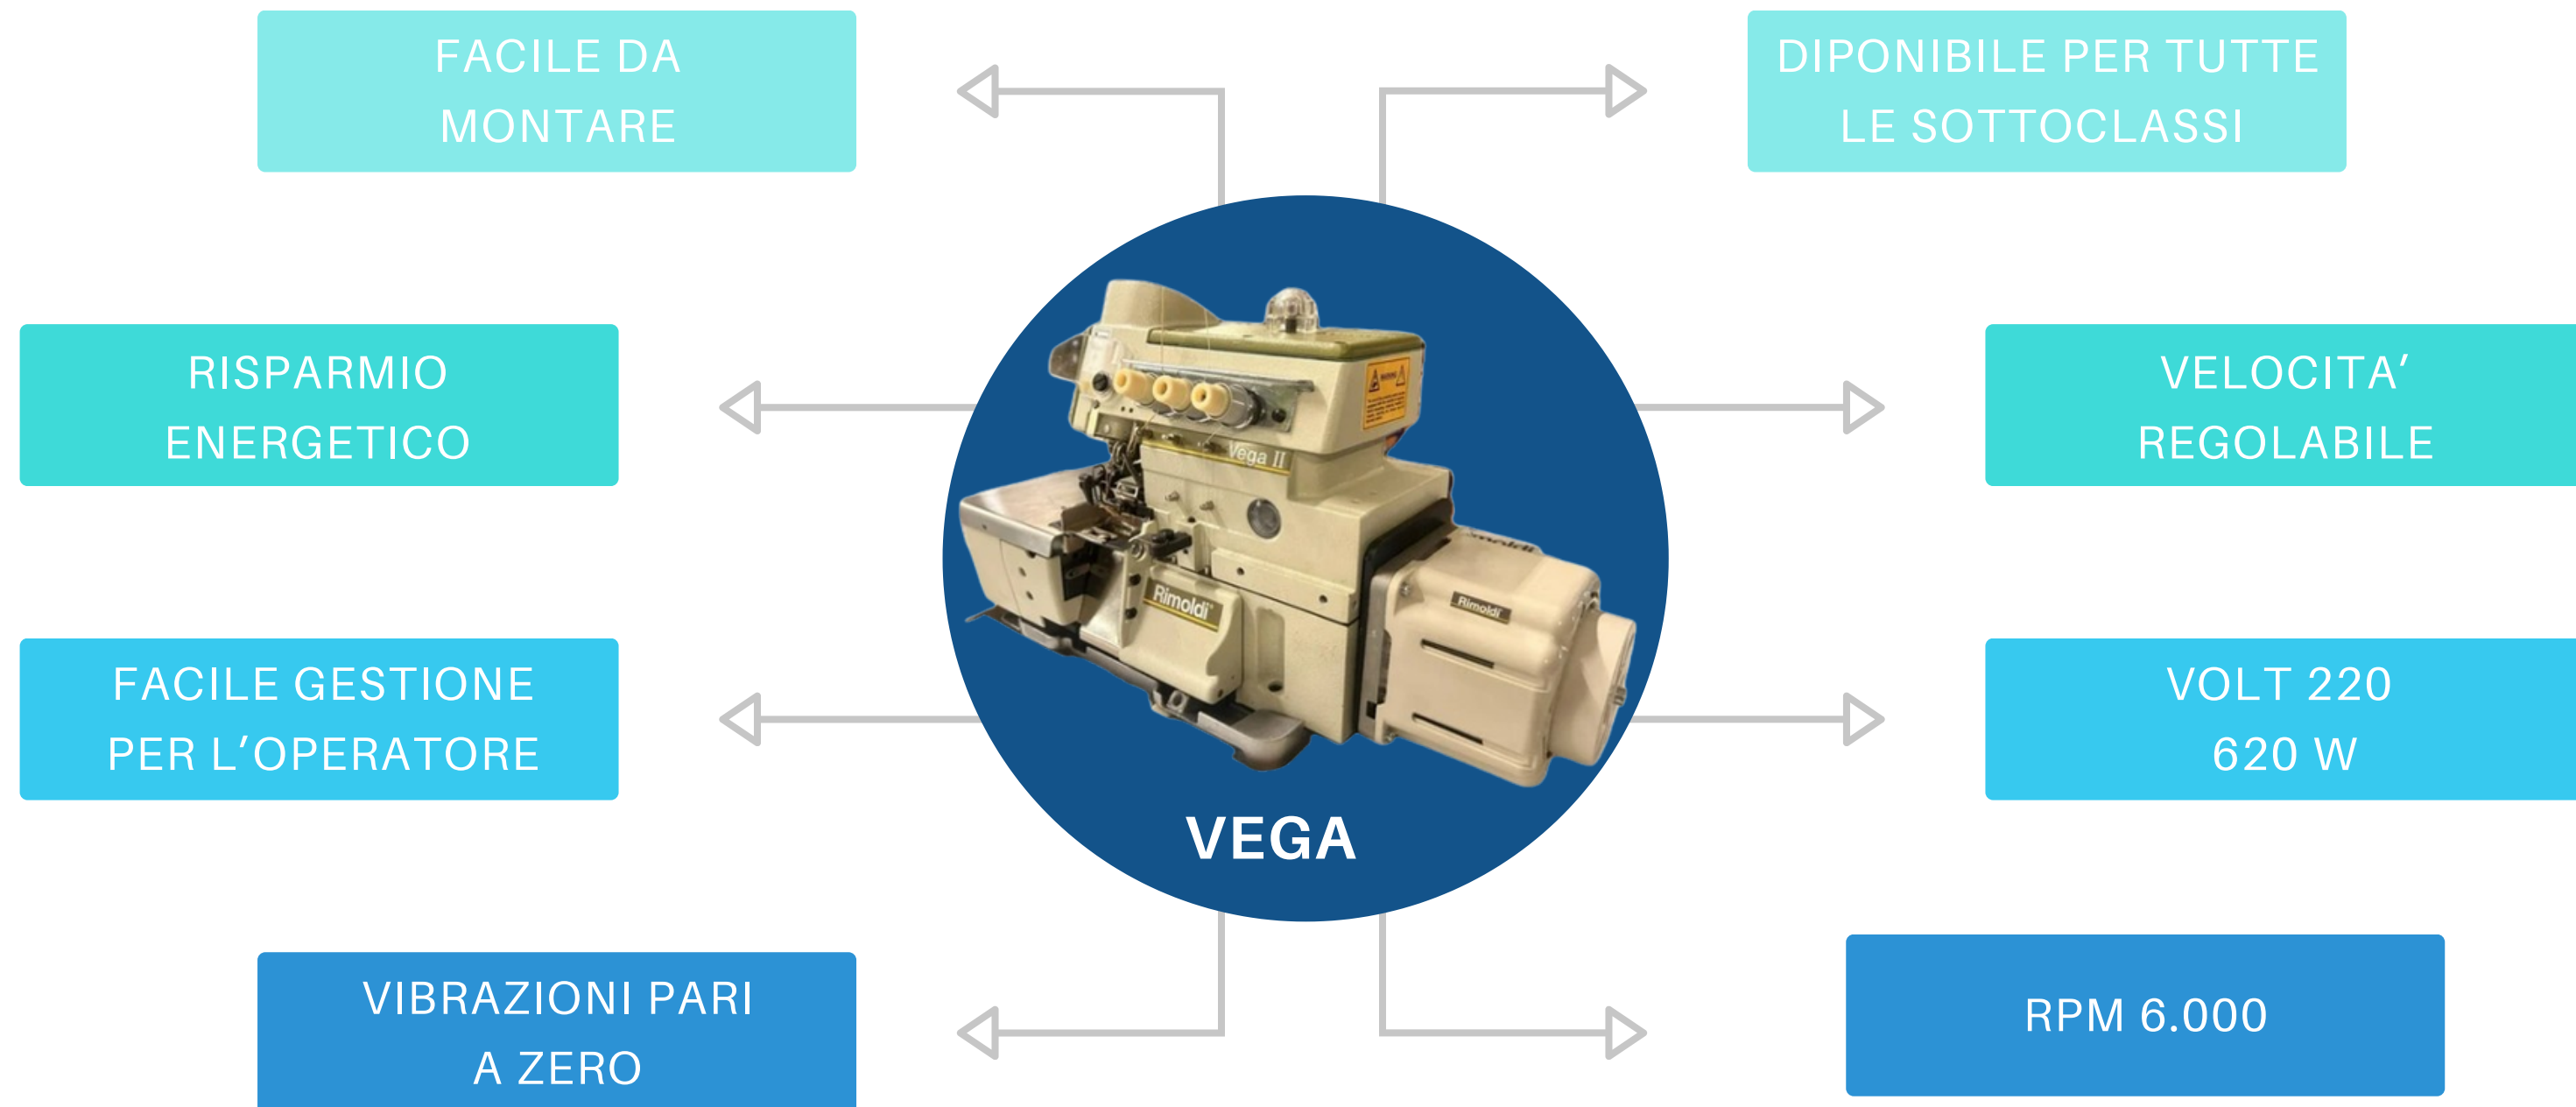 FACILE DA
MONTARE
DIPONIBILE PER TUTTE
LE SOTTOCLASSI
RISPARMIO
ENERGETICO
VELOCITA’
REGOLABILE
WARNING
Vega II
Rimoldi
Rimoldi
FACILE GESTIONE
PER L’OPERATORE
VOLT 220
620 W
VEGA
VIBRAZIONI PARI
A ZERO
RPM 6.000